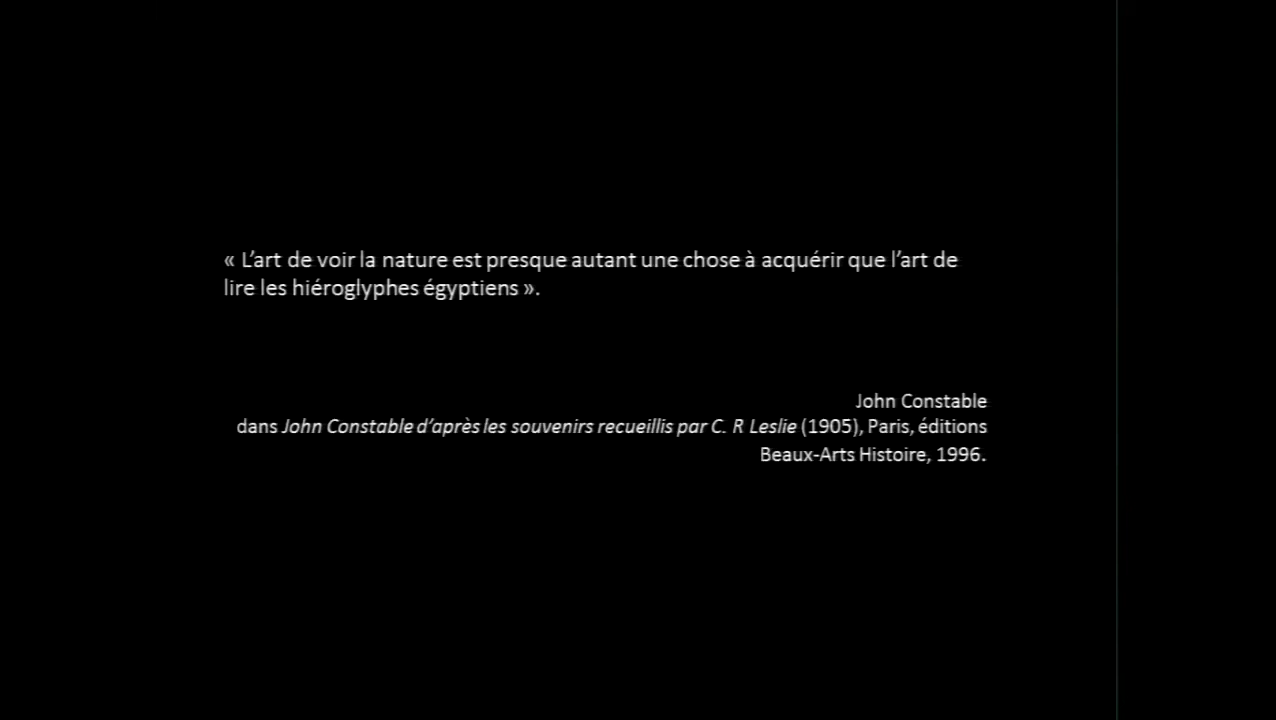 « L’art de voir la nature est presque autant une chose à acquérir que l’art de
lire les hiéroglyphes égyptiens ».
John Constable
dans John Constable d’après les souvenirs recueillis par C. R Leslie (1905), Paris, éditions
Beaux-Arts Histoire, 1996.